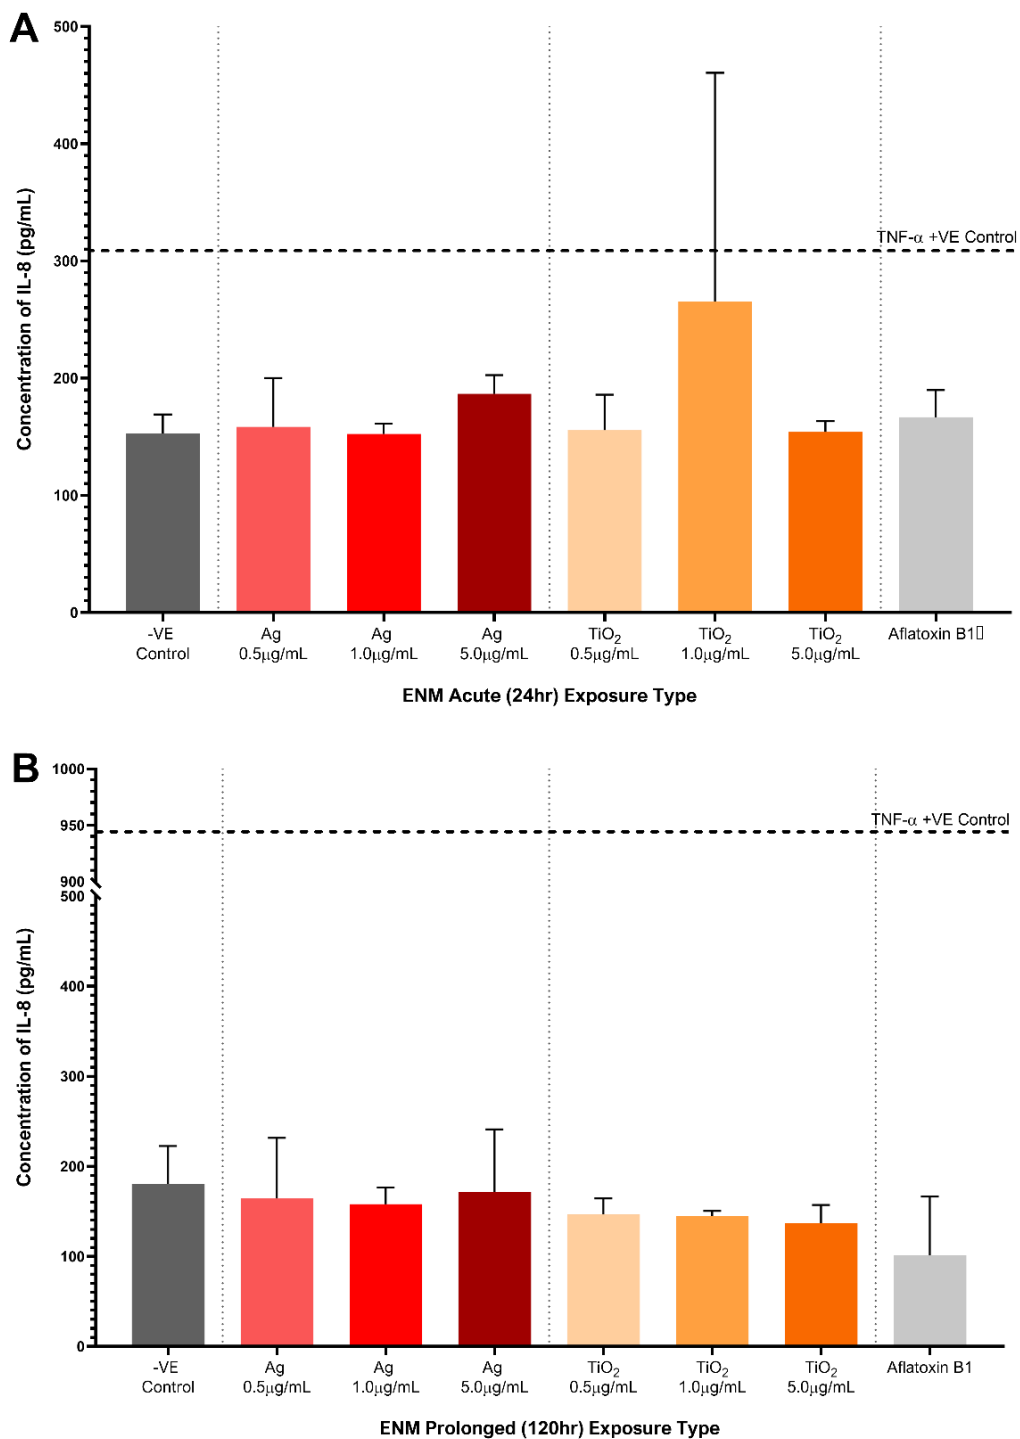 A
500
400
300
200
100
0
Concentration of IL-8 (pg/mL)
TNF-α +VE Control
-VE Control
Ag 0.5μg/mL
Ag 1.0μg/mL
Ag 5.0μg/mL
TiO₂ 0.5μg/mL
TiO₂ 1.0μg/mL
TiO₂ 5.0μg/mL
Aflatoxin B1▯
ENM Acute (24hr) Exposure Type
B
1000
950
900
500
400
300
200
100
0
Concentration of IL-8 (pg/mL)
TNF-α +VE Control
-VE Control
Ag 0.5μg/mL
Ag 1.0μg/mL
Ag 5.0μg/mL
TiO₂ 0.5μg/mL
TiO₂ 1.0μg/mL
TiO₂ 5.0μg/mL
Aflatoxin B1
ENM Prolonged (120hr) Exposure Type